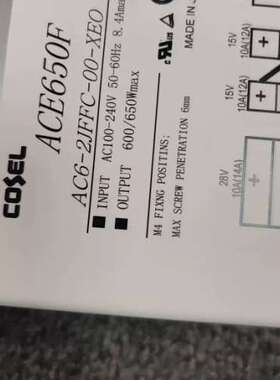 COSEL
ACE650F
AC6-2JFFC-00-XEO
■ INPUT AC100-240V 50-60Hz 8.4Amax
■ OUTPUT 600/650Wmax
M4 FIXNG POSITINS:
MAX SCREW PENETRATION 6mm
MADE IN
15V
10A(12A)
15V
10A(12A)
28V
10A(14A)